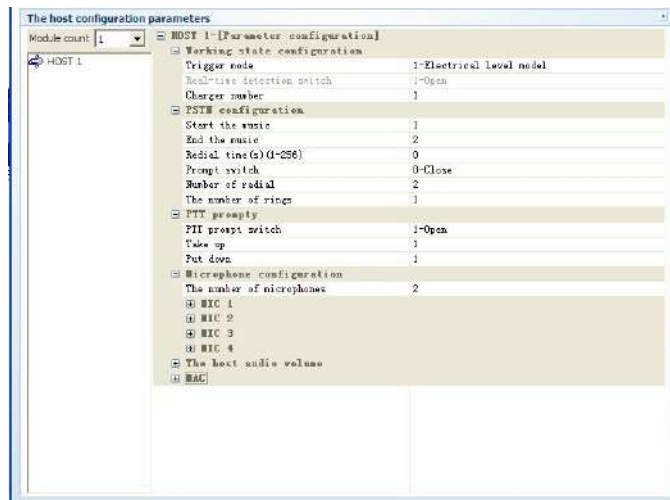 The host configuration parameters
Module count 1
HOST 1
HOST 1-[Parameter configuration]
Working state configuration
Trigger mode 1-Electrical level model
Real-time detection switch 1-Open
Charger number 1
PSTN configuration
Start the music 1
End the music 2
Redial time(s)(1-256) 0
Prompt switch 0-Close
Number of radial 2
The number of rings 1
PTT prompty
PTT prompt switch 1-Open
Take up 1
Put down 1
Microphone configuration
The number of microphones 2
MIC 1
MIC 2
MIC 3
MIC 4
The host audio volume
MAC